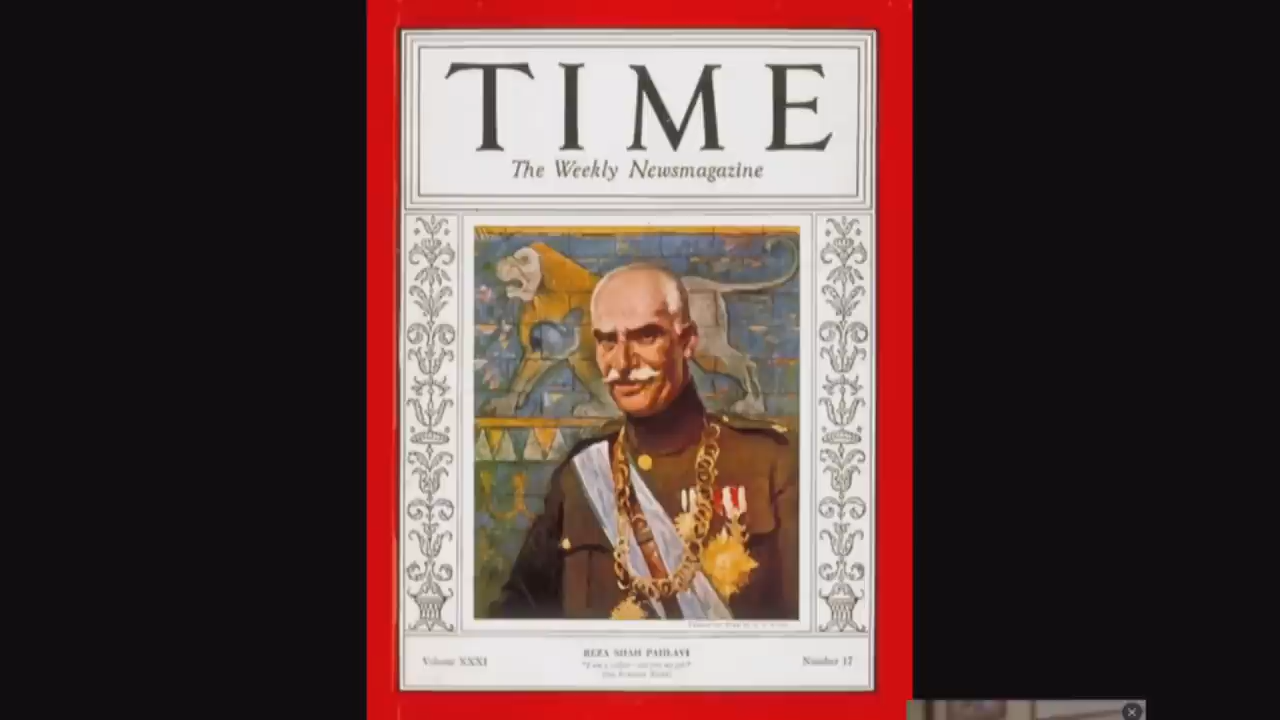 TIME
The Weekly Newsmagazine
Volume XXXI
REZA SHAH PAHLAVI
Number 17